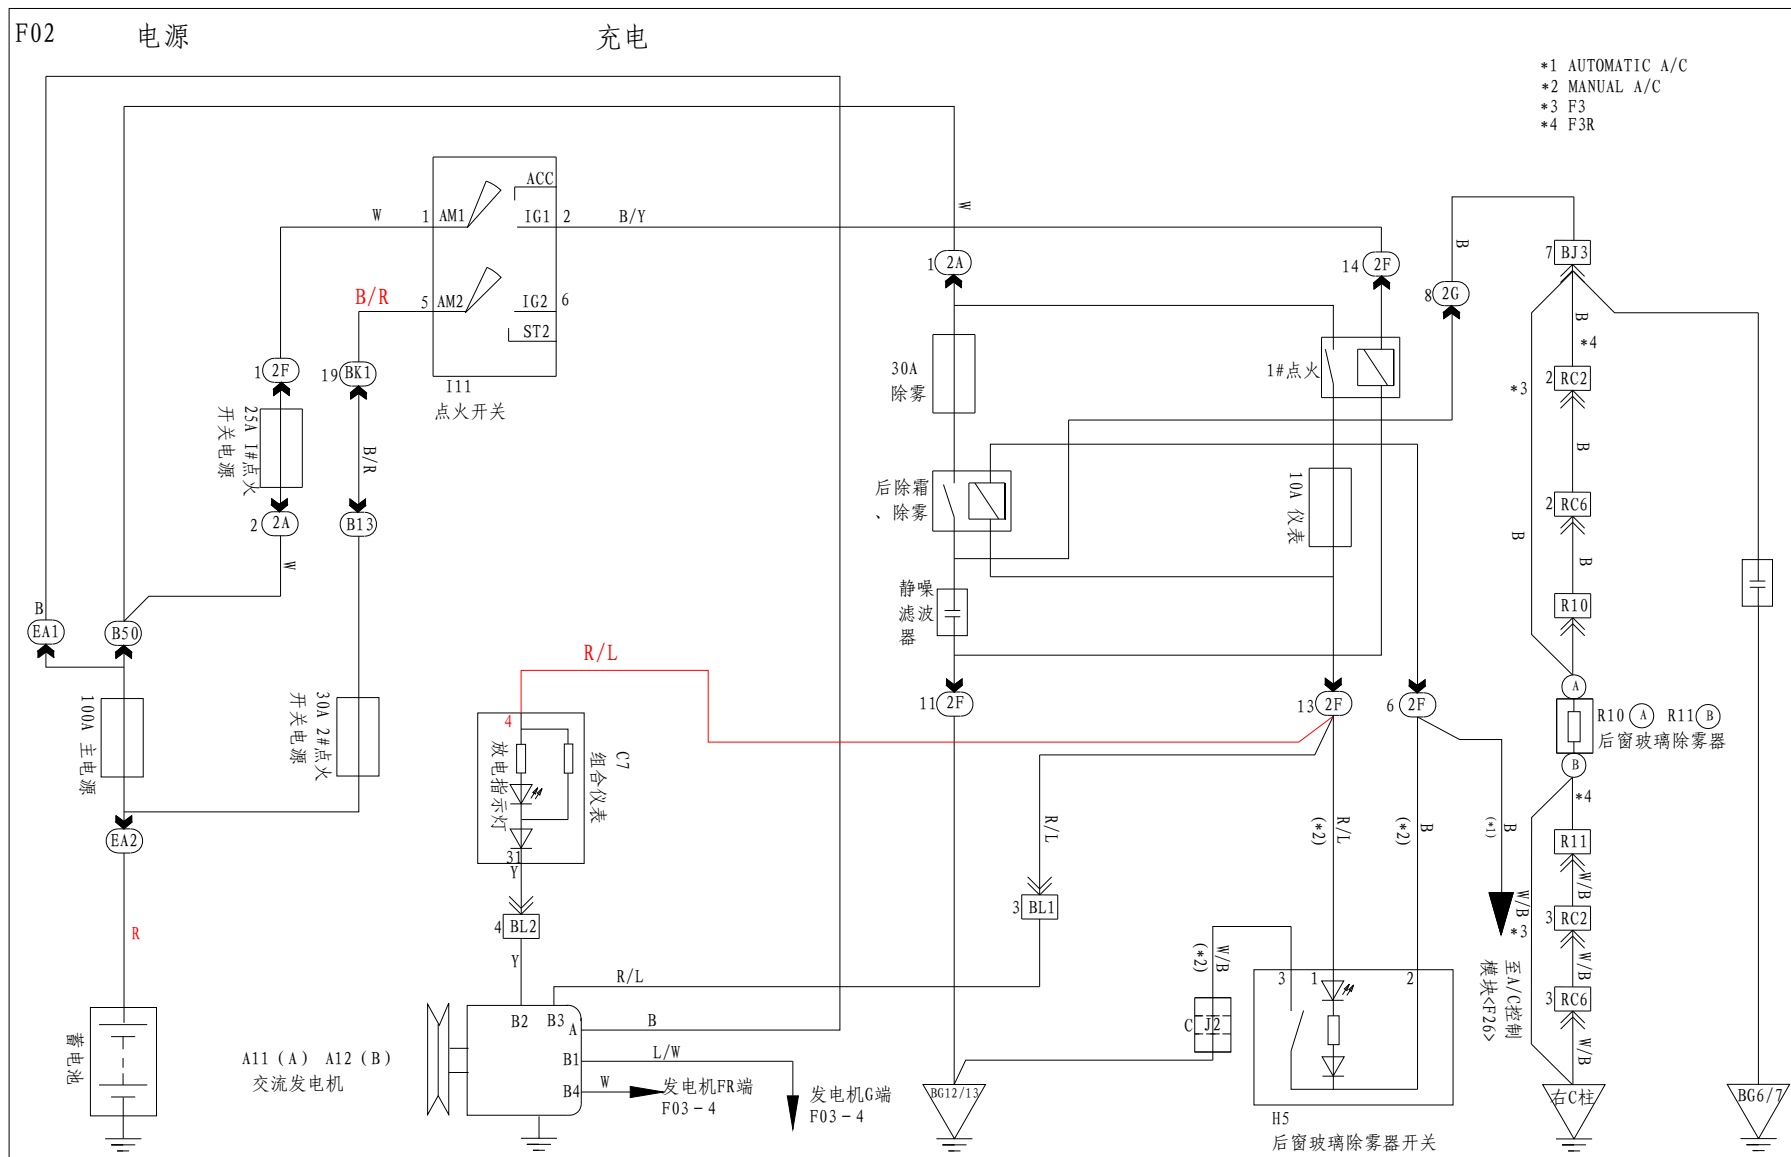 F02 电源 充电
*1 AUTOMATIC A/C
*2 MANUAL A/C
*3 F3
*4 F3R
ACC
W 1 AM1 IG1 2 B/Y
W
B/R 5 AM2 IG2 6
ST2
I11
点火开关
1 2A
14 2F
8 2G
B
7 BJ3
1 2F
19 BK1
25A 1#点火
开关电源
B/R
2 2A
B13
W
30A
除雾
1#点火
B
*4
*3
2 RC2
B
后除霜
、除雾
10A 仪表
2 RC6
B
B
静噪
滤波
器
R10
B
EA1
B50
100A 主电源
30A 2#点火
开关电源
EA2
R
蓄电池
R/L
4
放电指示灯
C7
组合仪表
31
Y
4 BL2
Y
11 2F
13 2F
6 2F
A
R10 A R11 B
后窗玻璃除雾器
B
*4
R/L
R/L
(*2)
B
(*2)
B
(*1)
3 BL1
R/L
R11
W/B
*3
W/B
3 RC2
W/B
3 RC6
W/B
至A/C控制
模块<F26>
W/B
(*2)
C J2
3 1 2
B2 B3 A B
B1 L/W
B4 W
A11(A) A12(B)
交流发电机
发电机FR端
F03-4
发电机G端
F03-4
BG12/13
H5
后窗玻璃除雾器开关
右C柱
BG6/7